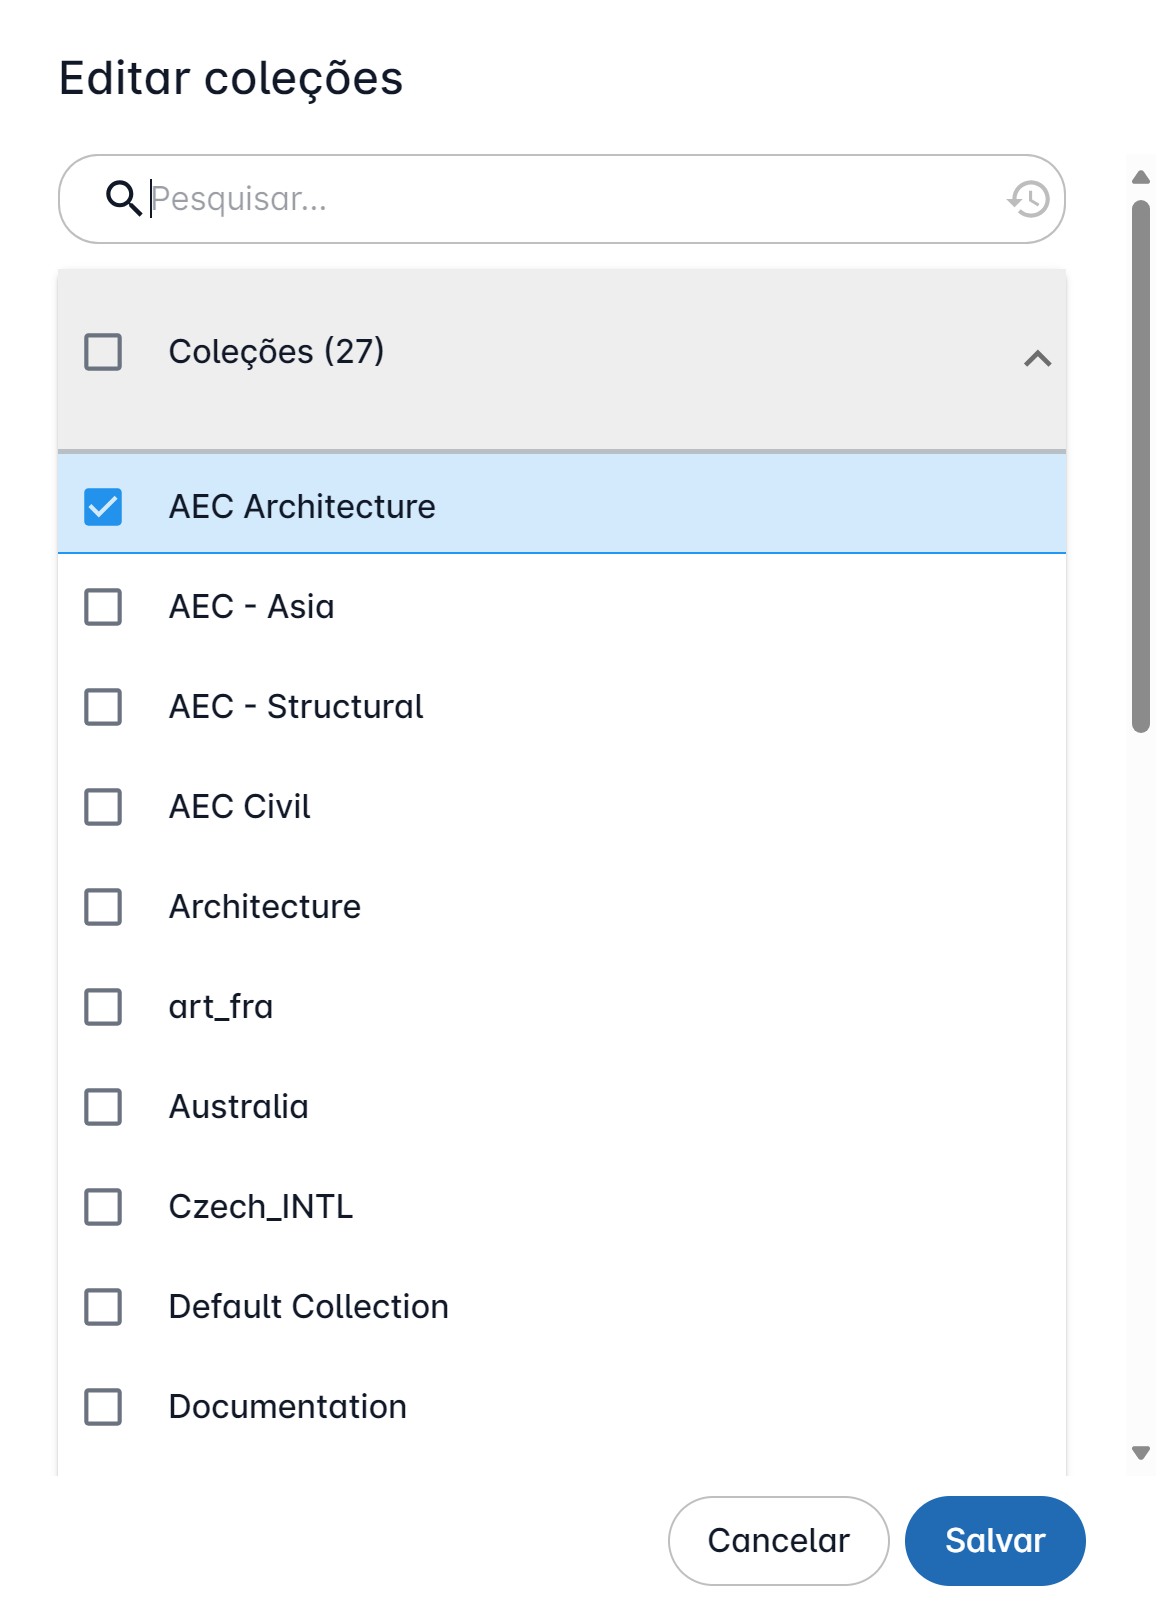 Editar coleções
Pesquisar...
Coleções (27)
AEC Architecture
AEC - Asia
AEC - Structural
AEC Civil
Architecture
art_fra
Australia
Czech_INTL
Default Collection
Documentation
Cancelar
Salvar